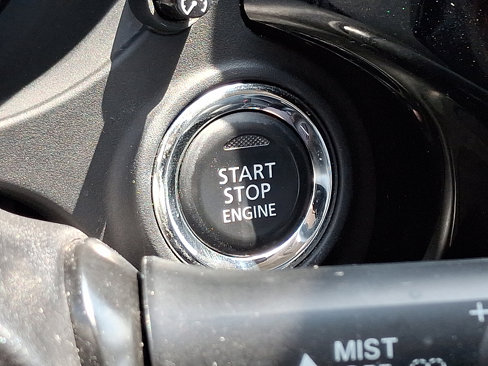 START
STOP
ENGINE
+
MIST